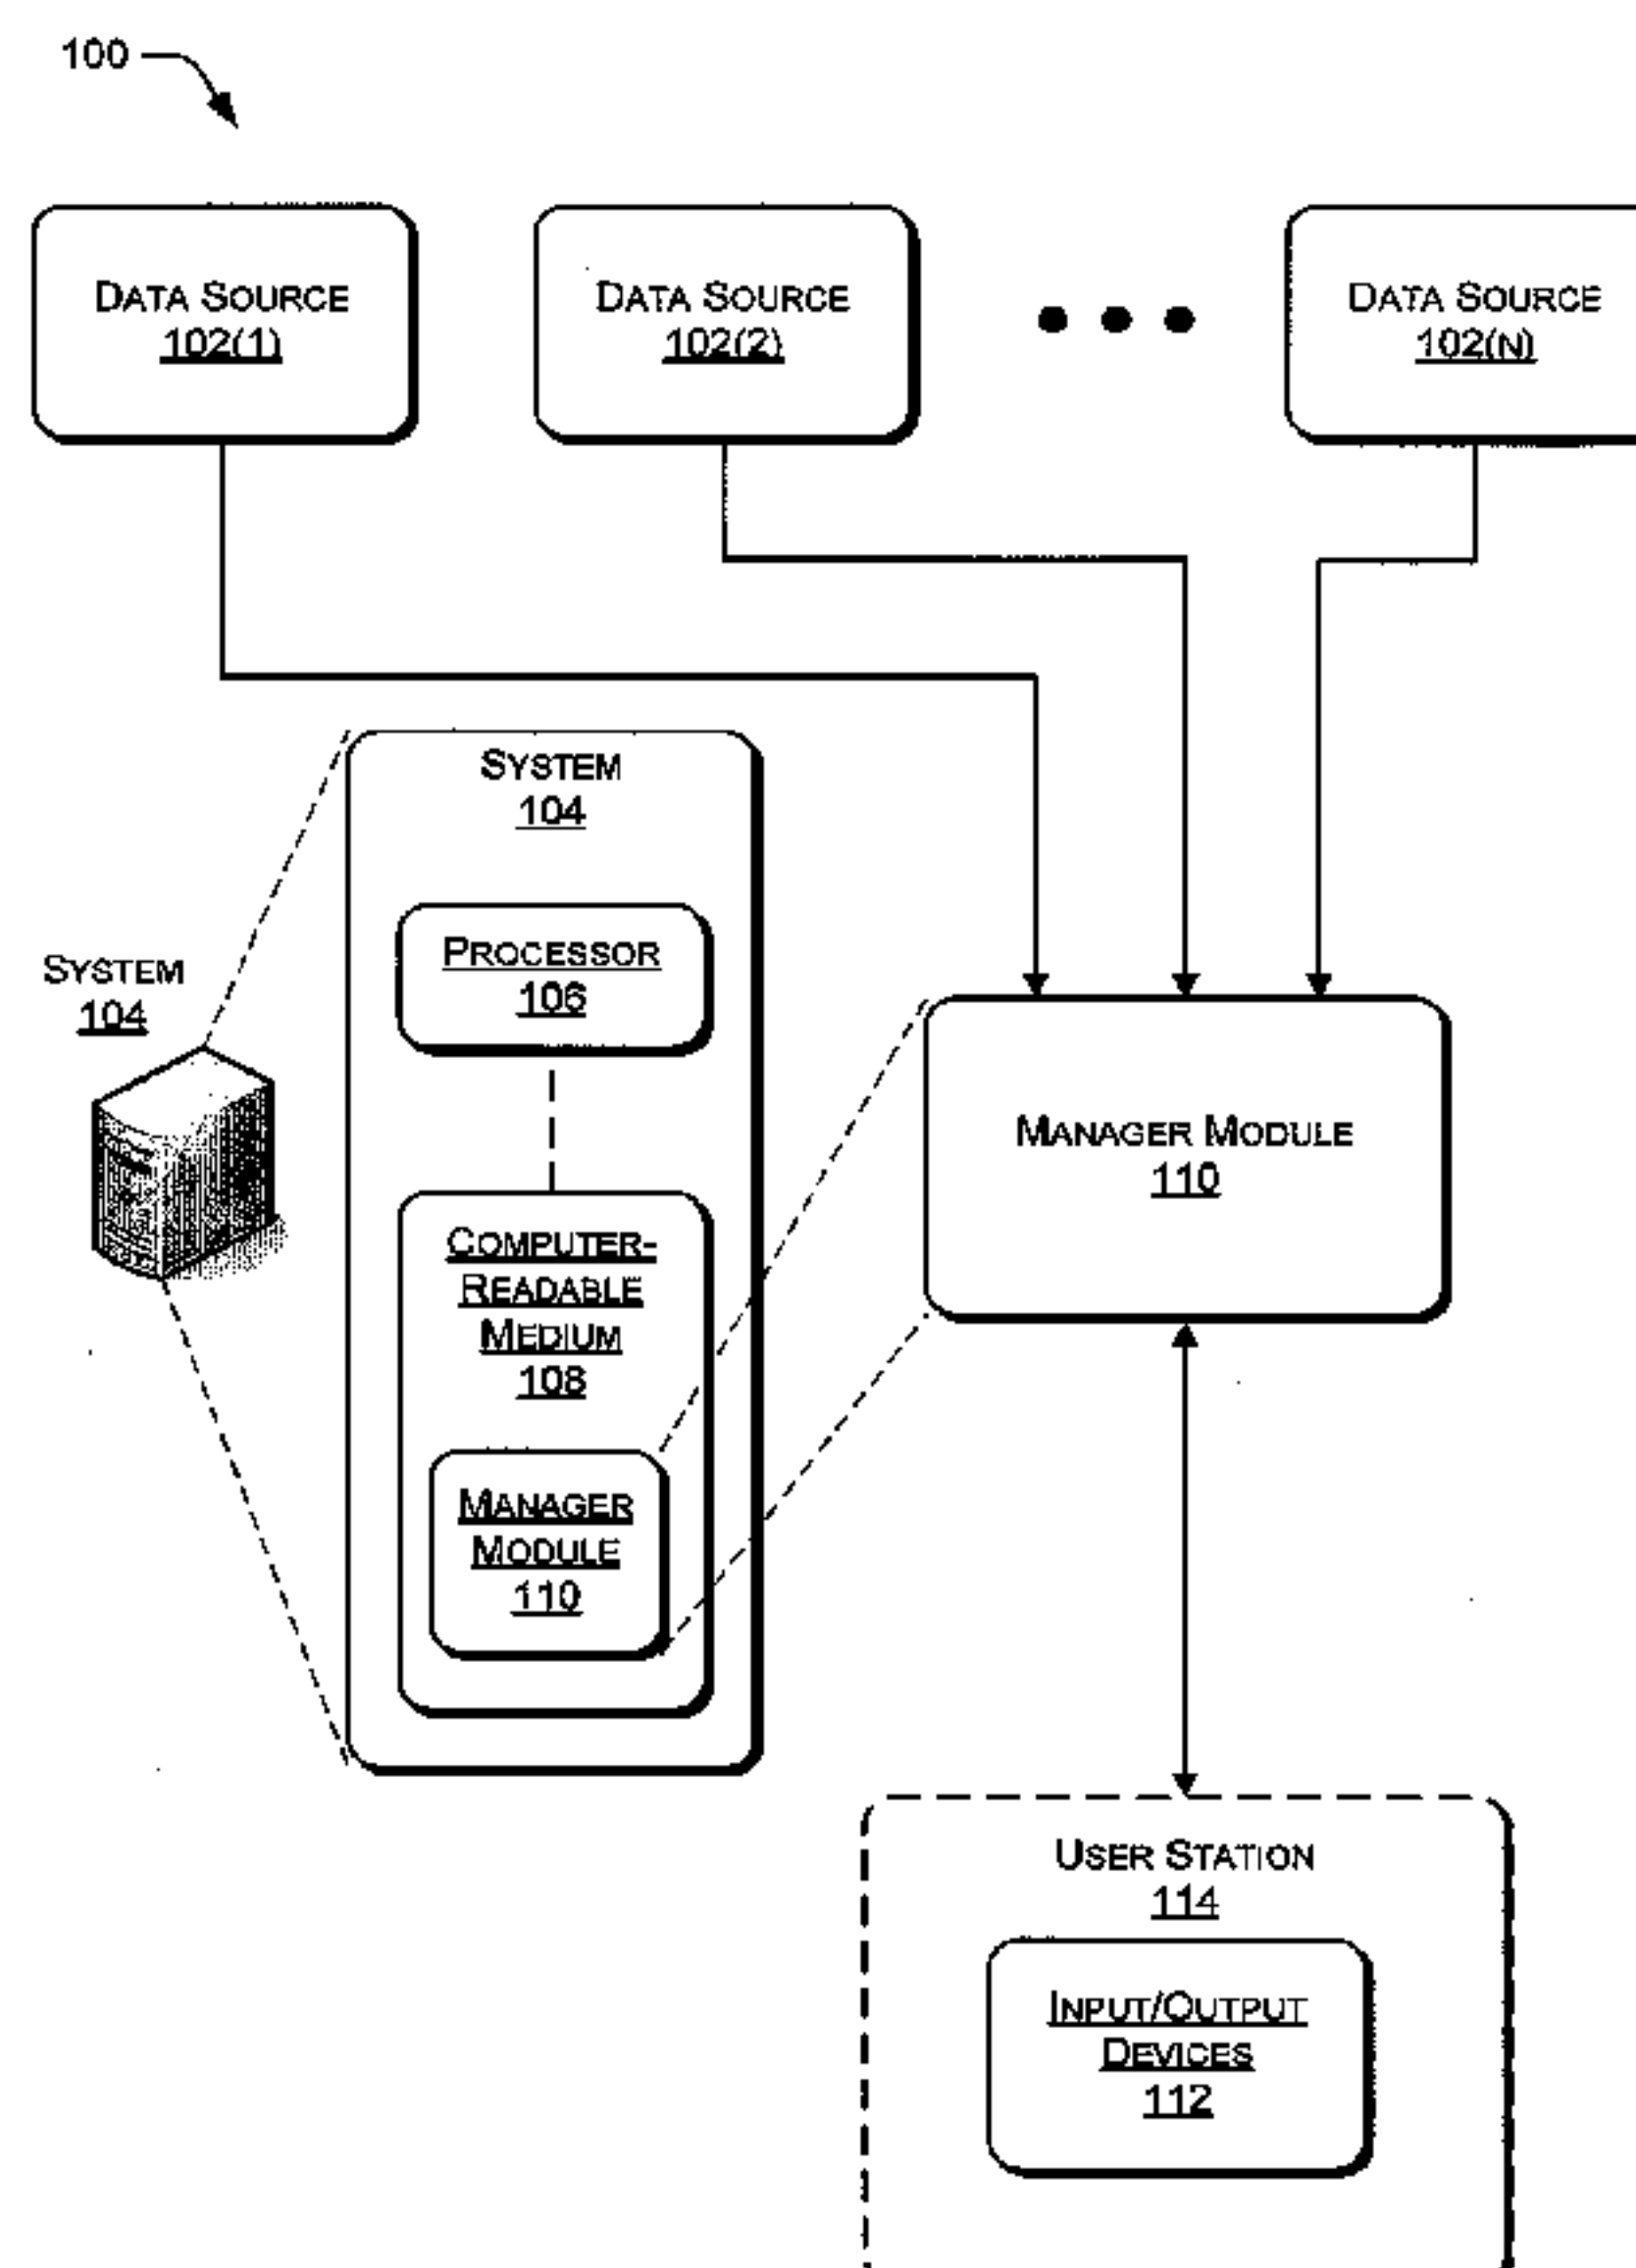 100
DATA SOURCE
102(1)
DATA SOURCE
102(2)
DATA SOURCE
102(N)
SYSTEM
104
PROCESSOR
106
SYSTEM
104
COMPUTER-
READABLE
MEDIUM
108
MANAGER
MODULE
110
MANAGER MODULE
110
USER STATION
114
INPUT/OUTPUT
DEVICES
112